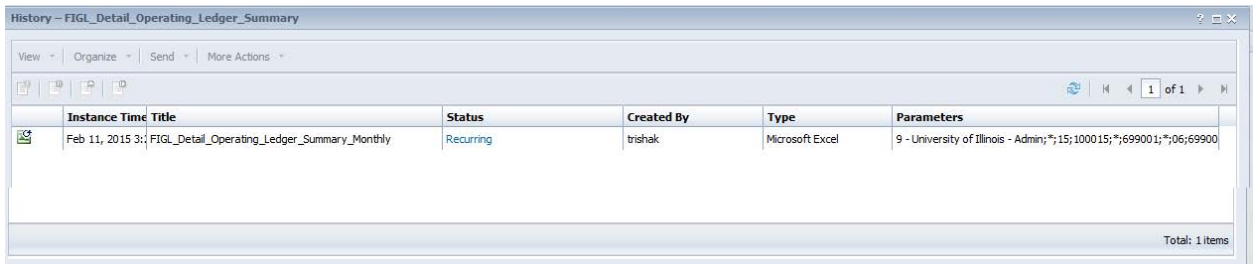 History – FIGL_Detail_Operating_Ledger_Summary
View Organize Send More Actions
1 of 1
Instance Time Title Status Created By Type Parameters
Feb 11, 2015 3: FIGL_Detail_Operating_Ledger_Summary_Monthly Recurring trishak Microsoft Excel 9 - University of Illinois - Admin;*;15;100015;*;699001;*;06;69900
Total: 1 items